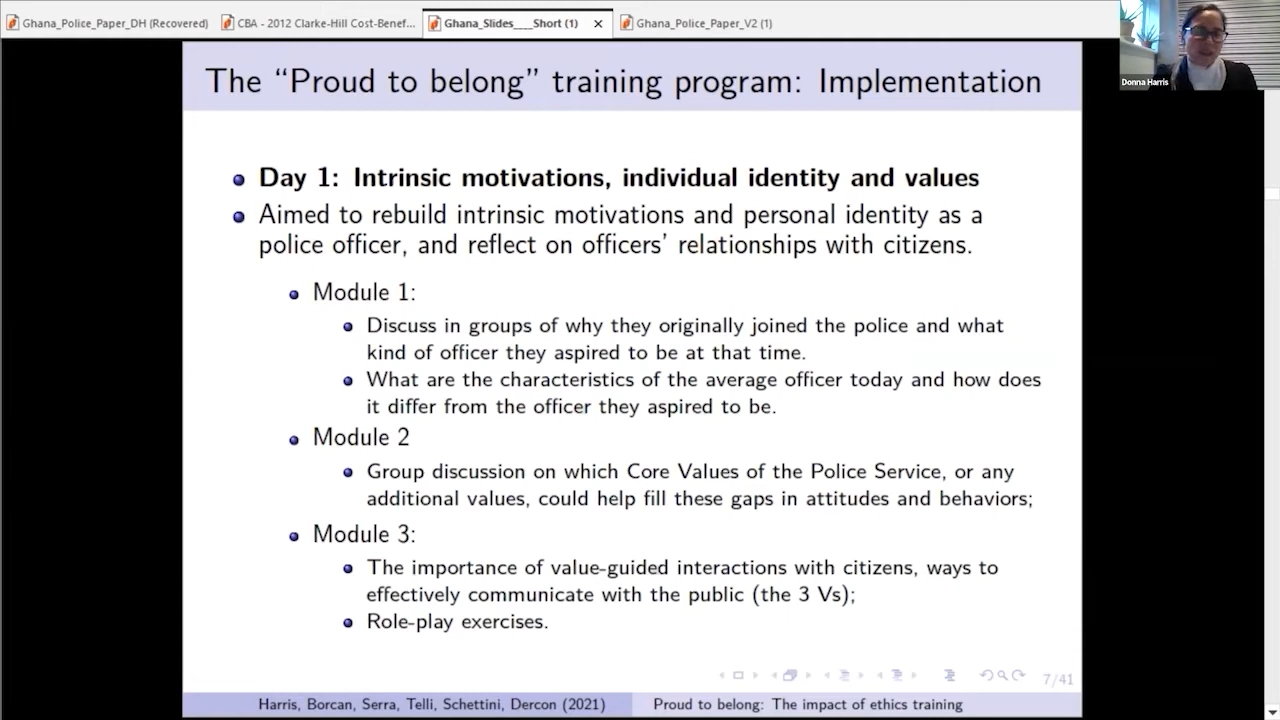 Ghana_Police_Paper_DH (Recovered)
CBA - 2012 Clarke-Hill Cost-Benef...
Ghana_Slides____Short (1)
Ghana_Police_Paper_V2 (1)
Donna Harris
The “Proud to belong” training program: Implementation
Day 1: Intrinsic motivations, individual identity and values
Aimed to rebuild intrinsic motivations and personal identity as a
police officer, and reflect on officers’ relationships with citizens.
Module 1:
Discuss in groups of why they originally joined the police and what
kind of officer they aspired to be at that time.
What are the characteristics of the average officer today and how does
it differ from the officer they aspired to be.
Module 2
Group discussion on which Core Values of the Police Service, or any
additional values, could help fill these gaps in attitudes and behaviors;
Module 3:
The importance of value-guided interactions with citizens, ways to
effectively communicate with the public (the 3 Vs);
Role-play exercises.
7/41
Harris, Borcan, Serra, Telli, Schettini, Dercon (2021)
Proud to belong: The impact of ethics training